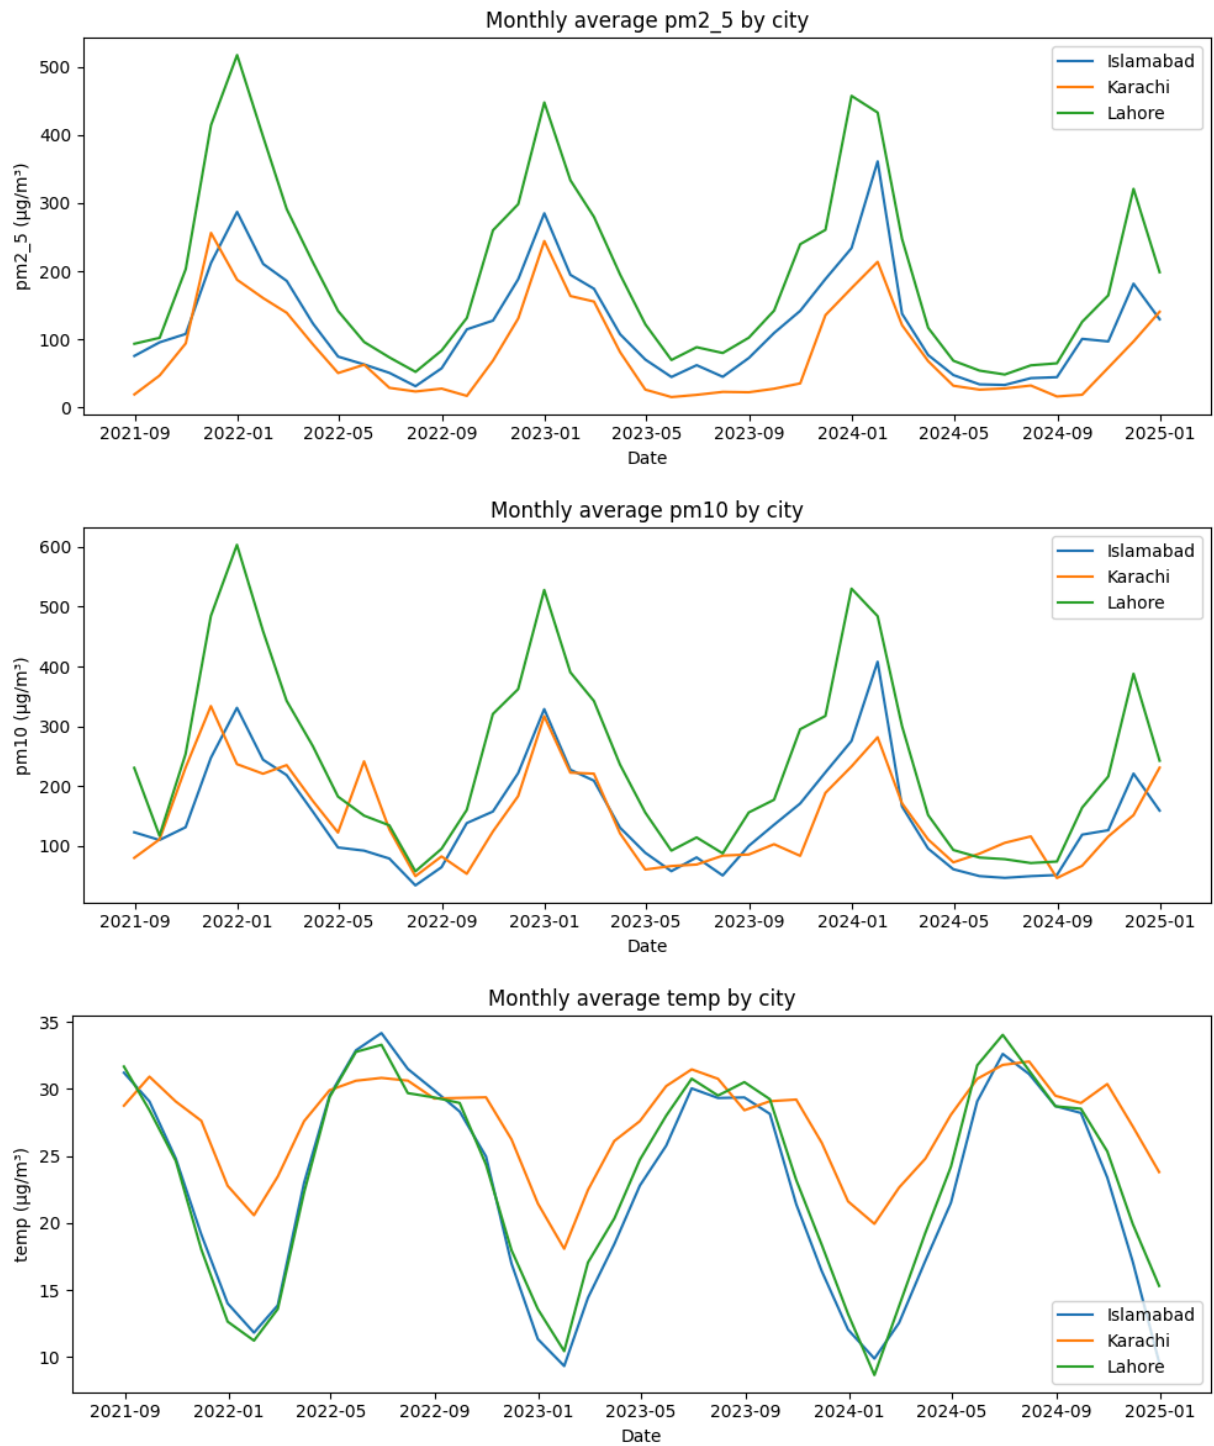 Monthly average pm2_5 by city
500
400
300
200
100
0
pm2_5 (μg/m³)
Islamabad
Karachi
Lahore
2021-09 2022-01 2022-05 2022-09 2023-01 2023-05 2023-09 2024-01 2024-05 2024-09 2025-01
Date
Monthly average pm10 by city
600
500
400
300
200
100
pm10 (μg/m³)
Islamabad
Karachi
Lahore
2021-09 2022-01 2022-05 2022-09 2023-01 2023-05 2023-09 2024-01 2024-05 2024-09 2025-01
Date
Monthly average temp by city
35
30
25
20
15
10
temp (μg/m³)
Islamabad
Karachi
Lahore
2021-09 2022-01 2022-05 2022-09 2023-01 2023-05 2023-09 2024-01 2024-05 2024-09 2025-01
Date